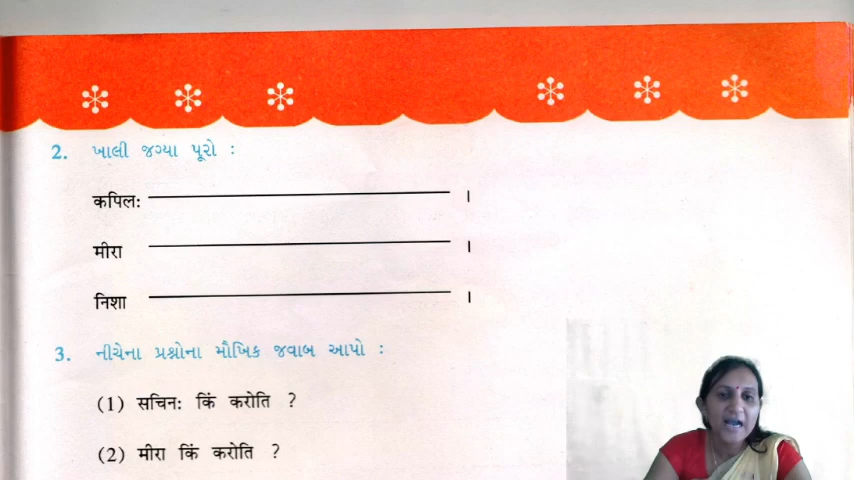 2. ખાલી જગ્યા પૂરો :
कपिलः ।
मीरा ।
निशा ।
3. નીચેના પ્રશ્નોના મૌખિક જવાબ આપો :
(1) सचिनः किं करोति ?
(2) मीरा किं करोति ?